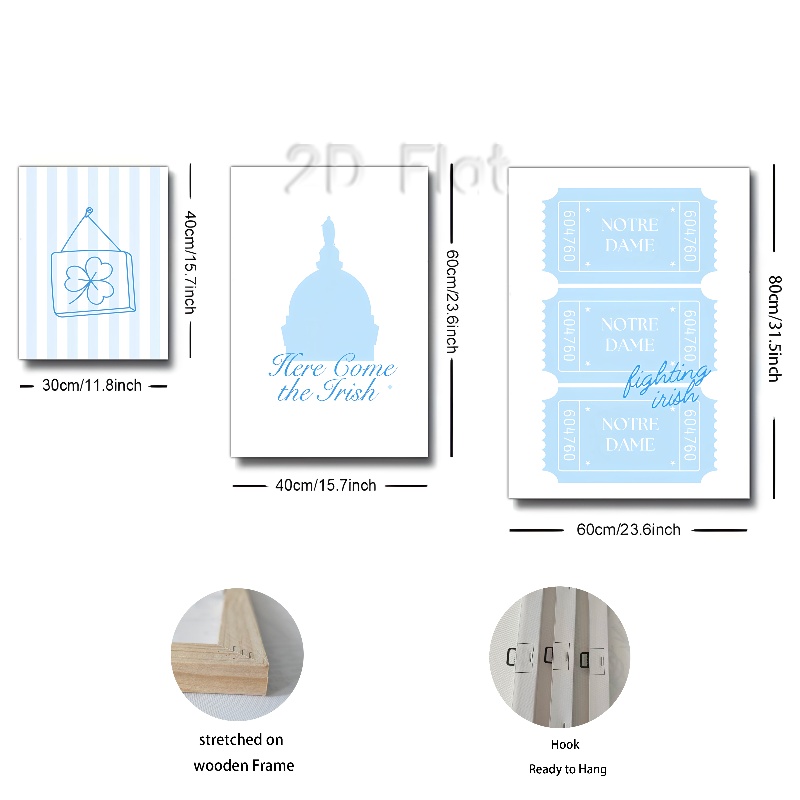 2D Flat
40cm/15.7inch
30cm/11.8inch
Here Come
the Irish
60cm/23.6inch
40cm/15.7inch
604760
NOTRE
DAME
604760
604760
NOTRE
DAME
604760
fighting
irish
604760
NOTRE
DAME
604760
80cm/31.5inch
60cm/23.6inch
stretched on
wooden Frame
Hook
Ready to Hang